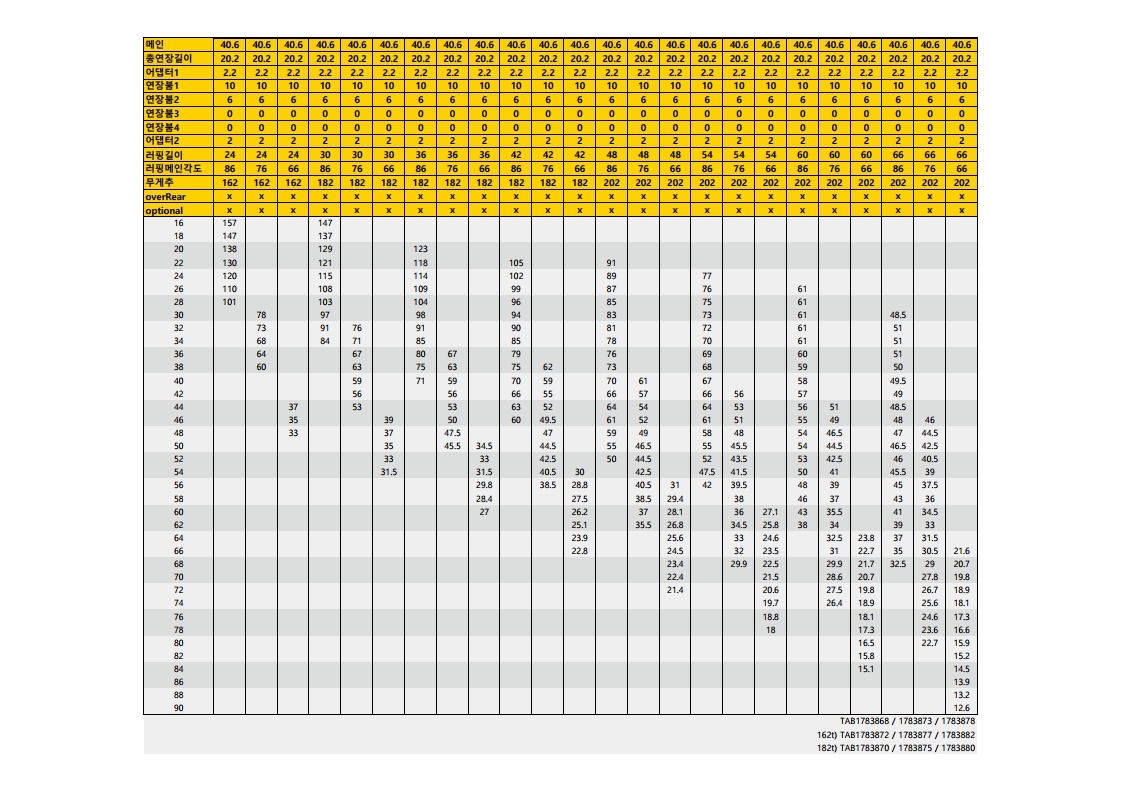 메인 40.6 40.6 40.6 40.6 40.6 40.6 40.6 40.6 40.6 40.6 40.6 40.6 40.6 40.6 40.6 40.6 40.6 40.6 40.6 40.6 40.6 40.6 40.6 40.6
총연장길이 20.2 20.2 20.2 20.2 20.2 20.2 20.2 20.2 20.2 20.2 20.2 20.2 20.2 20.2 20.2 20.2 20.2 20.2 20.2 20.2 20.2 20.2 20.2 20.2
어댑터1 2.2 2.2 2.2 2.2 2.2 2.2 2.2 2.2 2.2 2.2 2.2 2.2 2.2 2.2 2.2 2.2 2.2 2.2 2.2 2.2 2.2 2.2 2.2 2.2
연장붐1 10 10 10 10 10 10 10 10 10 10 10 10 10 10 10 10 10 10 10 10 10 10 10 10
연장붐2 6 6 6 6 6 6 6 6 6 6 6 6 6 6 6 6 6 6 6 6 6 6 6 6
연장붐3 0 0 0 0 0 0 0 0 0 0 0 0 0 0 0 0 0 0 0 0 0 0 0 0
연장붐4 0 0 0 0 0 0 0 0 0 0 0 0 0 0 0 0 0 0 0 0 0 0 0 0
어댑터2 2 2 2 2 2 2 2 2 2 2 2 2 2 2 2 2 2 2 2 2 2 2 2 2
러핑길이 24 24 24 30 30 30 36 36 36 42 42 42 48 48 48 54 54 54 60 60 60 66 66 66
러핑메인각도 86 76 66 86 76 66 86 76 66 86 76 66 86 76 66 86 76 66 86 76 66 86 76 66
무게추 162 162 162 182 182 182 182 182 182 182 182 182 202 202 202 202 202 202 202 202 202 202 202 202
overRear x x x x x x x x x x x x x x x x x x x x x x x x
optional x x x x x x x x x x x x x x x x x x x x x x x x
16 157 147
18 147 137
20 138 129 123
22 130 121 118 105 91
24 120 115 114 102 89 77
26 110 108 109 99 87 76 61
28 101 103 104 96 85 75 61
30 78 97 98 94 83 73 61 48.5
32 73 91 76 91 90 81 72 61 51
34 68 84 71 85 85 78 70 61 51
36 64 67 80 67 79 76 69 60 51
38 60 63 75 63 75 62 73 68 59 50
40 59 71 59 70 59 70 61 67 58 49.5
42 56 56 66 55 66 57 66 56 57 49
44 37 53 53 63 52 64 54 64 53 56 51 48.5
46 35 39 50 60 49.5 61 52 61 51 55 49 48 46
48 33 37 47.5 47 59 49 58 48 54 46.5 47 44.5
50 35 45.5 34.5 44.5 55 46.5 55 45.5 54 44.5 46.5 42.5
52 33 33 42.5 50 44.5 52 43.5 53 42.5 46 40.5
54 31.5 31.5 40.5 30 42.5 47.5 41.5 50 41 45.5 39
56 29.8 38.5 28.8 40.5 31 42 39.5 48 39 45 37.5
58 28.4 27.5 38.5 29.4 38 46 37 43 36
60 27 26.2 37 28.1 36 27.1 43 35.5 41 34.5
62 25.1 35.5 26.8 34.5 25.8 38 34 39 33
64 23.9 25.6 33 24.6 32.5 23.8 37 31.5
66 22.8 24.5 32 23.5 31 22.7 35 30.5 21.6
68 23.4 29.9 22.5 29.9 21.7 32.5 29 20.7
70 22.4 21.5 28.6 20.7 27.8 19.8
72 21.4 20.6 27.5 19.8 26.7 18.9
74 19.7 26.4 18.9 25.6 18.1
76 18.8 18.1 24.6 17.3
78 18 17.3 23.6 16.6
80 16.5 22.7 15.9
82 15.8 15.2
84 15.1 14.5
86 13.9
88 13.2
90 12.6
TAB1783868 / 1783873 / 1783878
162t) TAB1783872 / 1783877 / 1783882
182t) TAB1783870 / 1783875 / 1783880